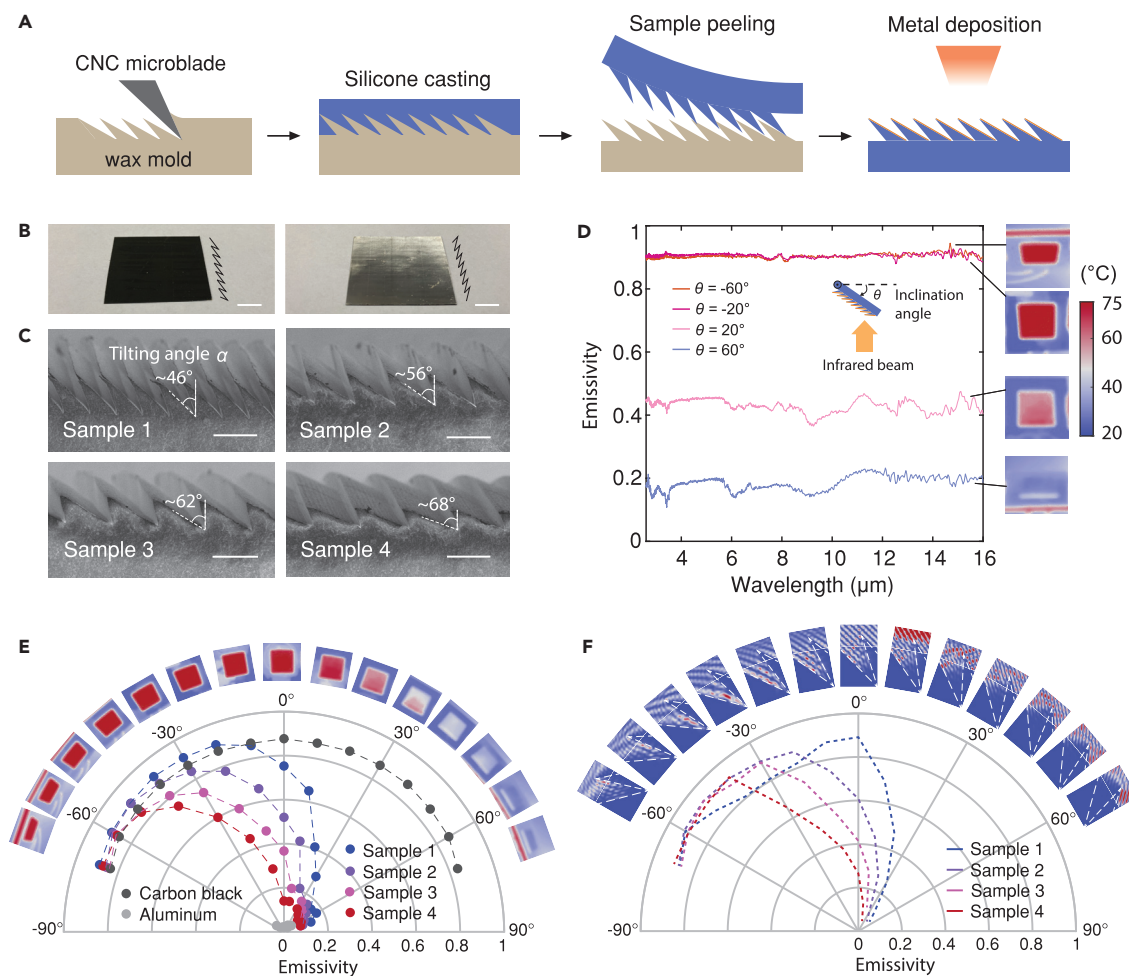 A
CNC microblade
wax mold
Silicone casting
Sample peeling
Metal deposition
B
C
Tilting angle α
~46°
Sample 1
~56°
Sample 2
~62°
Sample 3
~68°
Sample 4
D
1
0.8
0.6
0.4
0.2
0
Emissivity
θ = -60°
θ = -20°
θ = 20°
θ = 60°
θ
Inclination
angle
Infrared beam
4
6
8
10
12
14
16
Wavelength (μm)
(°C)
75
60
40
20
E
-90°
-60°
-30°
0°
30°
60°
90°
Carbon black
Aluminum
Sample 1
Sample 2
Sample 3
Sample 4
0
0.2
0.4
0.6
0.8
1
Emissivity
F
-90°
-60°
-30°
0°
30°
60°
90°
Sample 1
Sample 2
Sample 3
Sample 4
0
0.2
0.4
0.6
0.8
1
Emissivity